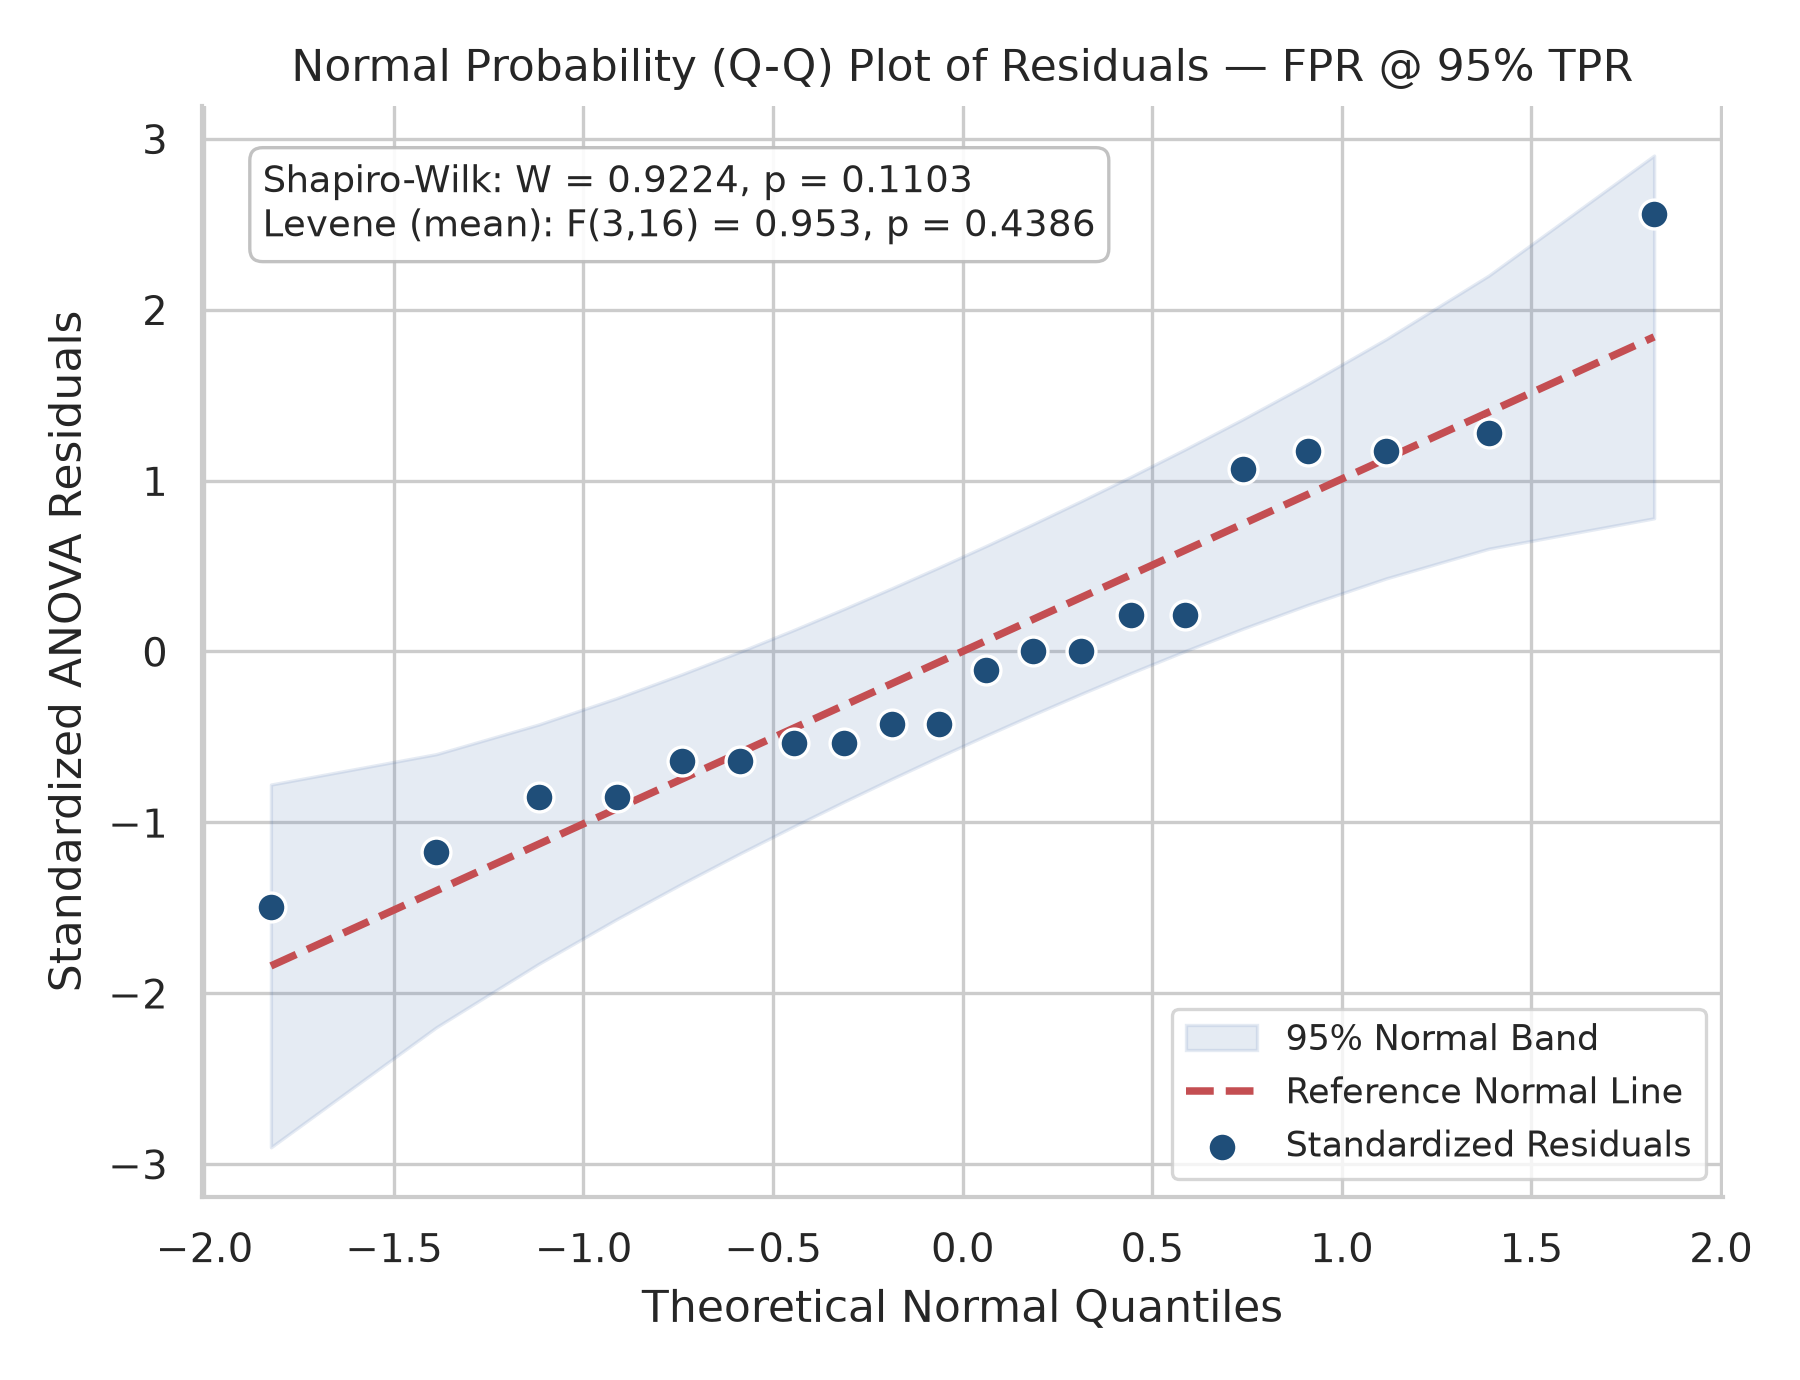 Normal Probability (Q-Q) Plot of Residuals — FPR @ 95% TPR
Shapiro-Wilk: W = 0.9224, p = 0.1103
Levene (mean): F(3,16) = 0.953, p = 0.4386
Standardized ANOVA Residuals
3
2
1
0
−1
−2
−3
95% Normal Band
Reference Normal Line
Standardized Residuals
−2.0 −1.5 −1.0 −0.5 0.0 0.5 1.0 1.5 2.0
Theoretical Normal Quantiles